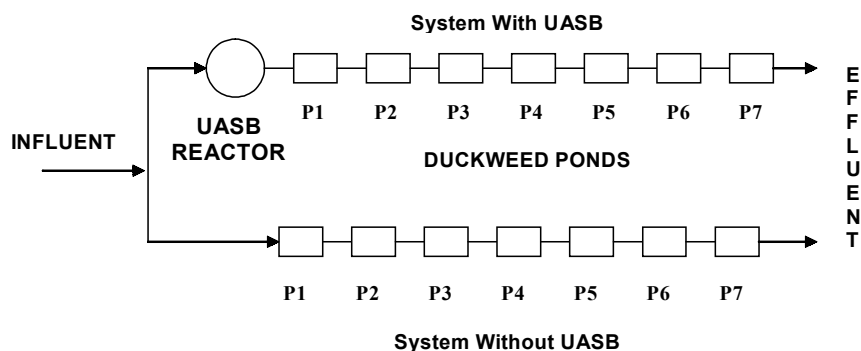 System With UASB
P1 P2 P3 P4 P5 P6 P7
UASB
REACTOR
INFLUENT
DUCKWEED PONDS
EFFLUENT
P1 P2 P3 P4 P5 P6 P7
System Without UASB